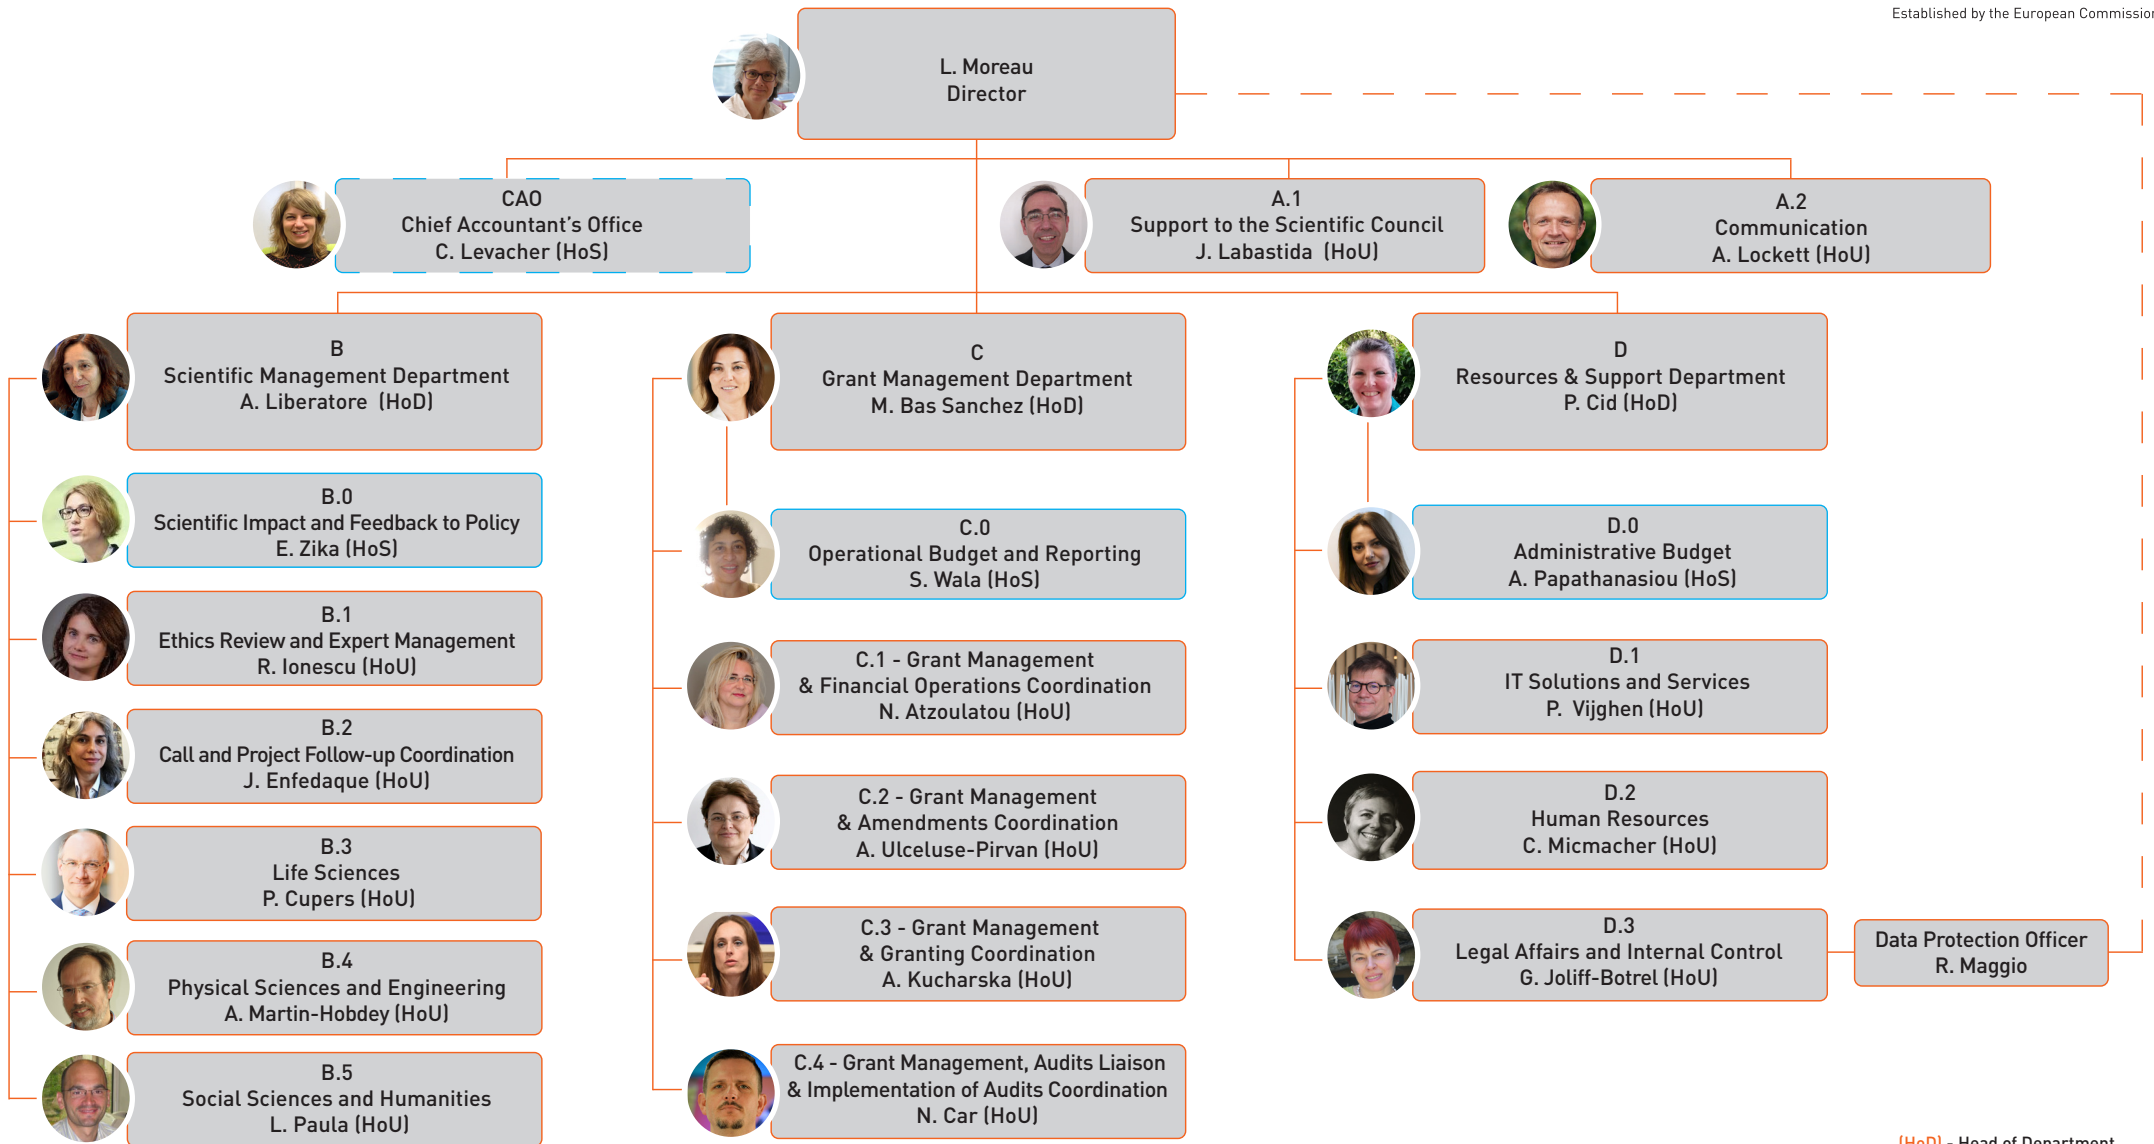 Established by the European Commission
L. Moreau
Director
CAO
Chief Accountant's Office
C. Levacher (HoS)
A.1
Support to the Scientific Council
J. Labastida (HoU)
A.2
Communication
A. Lockett (HoU)
B
Scientific Management Department
A. Liberatore (HoD)
C
Grant Management Department
M. Bas Sanchez (HoD)
D
Resources & Support Department
P. Cid (HoD)
B.0
Scientific Impact and Feedback to Policy
E. Zika (HoS)
B.1
Ethics Review and Expert Management
R. Ionescu (HoU)
B.2
Call and Project Follow-up Coordination
J. Enfedaque (HoU)
B.3
Life Sciences
P. Cupers (HoU)
B.4
Physical Sciences and Engineering
A. Martin-Hobdey (HoU)
B.5
Social Sciences and Humanities
L. Paula (HoU)
C.0
Operational Budget and Reporting
S. Wala (HoS)
C.1 - Grant Management
& Financial Operations Coordination
N. Atzoulatou (HoU)
C.2 - Grant Management
& Amendments Coordination
A. Ulceluse-Pirvan (HoU)
C.3 - Grant Management
& Granting Coordination
A. Kucharska (HoU)
C.4 - Grant Management, Audits Liaison
& Implementation of Audits Coordination
N. Car (HoU)
D.0
Administrative Budget
A. Papathanasiou (HoS)
D.1
IT Solutions and Services
P. Vijghen (HoU)
D.2
Human Resources
C. Micmacher (HoU)
D.3
Legal Affairs and Internal Control
G. Joliff-Botrel (HoU)
Data Protection Officer
R. Maggio
(HoD) - Head of Department